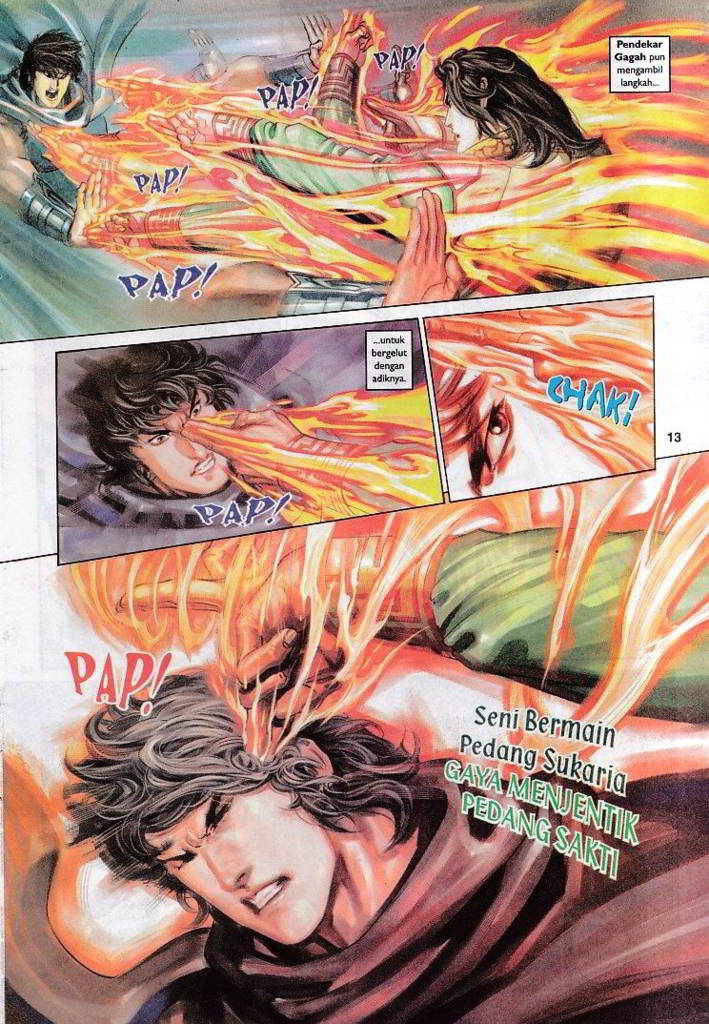 PAP!
PAP!
PAP!
PAP!
PAP!
Pendekar
Gagah pun
mengambil
langkah...
...untuk
bergelut
dengan
adiknya.
PAP!
CHAK!
13
PAP!
Seni Bermain
Pedang Sukaria
GAYA MENJENTIK
PEDANG SAKTI